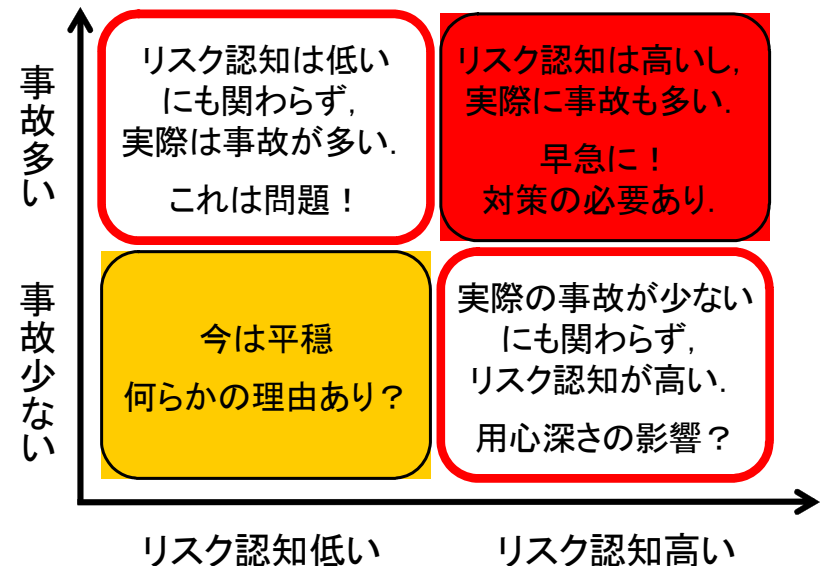 事故多い
リスク認知は低い
にも関わらず,
実際は事故が多い.
これは問題！
リスク認知は高いし,
実際に事故も多い.
早急に！
対策の必要あり.
事故少ない
今は平穏
何らかの理由あり？
実際の事故が少ない
にも関わらず,
リスク認知が高い.
用心深さの影響？
リスク認知低い
リスク認知高い